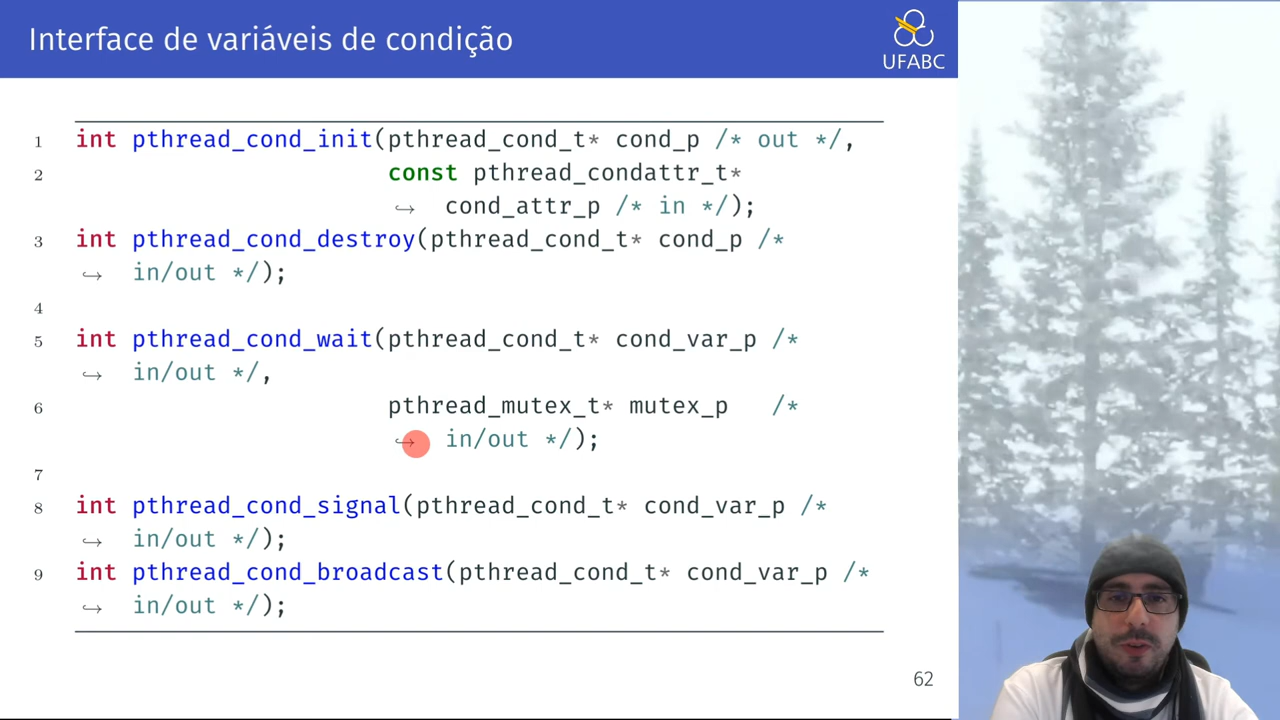 Interface de variáveis de condição
UFABC
1 int pthread_cond_init(pthread_cond_t* cond_p /* out */,
2 const pthread_condattr_t*
↪ cond_attr_p /* in */);
3 int pthread_cond_destroy(pthread_cond_t* cond_p /*
↪ in/out */);
4
5 int pthread_cond_wait(pthread_cond_t* cond_var_p /*
↪ in/out */,
6 pthread_mutex_t* mutex_p /*
↪ in/out */);
7
8 int pthread_cond_signal(pthread_cond_t* cond_var_p /*
↪ in/out */);
9 int pthread_cond_broadcast(pthread_cond_t* cond_var_p /*
↪ in/out */);
62